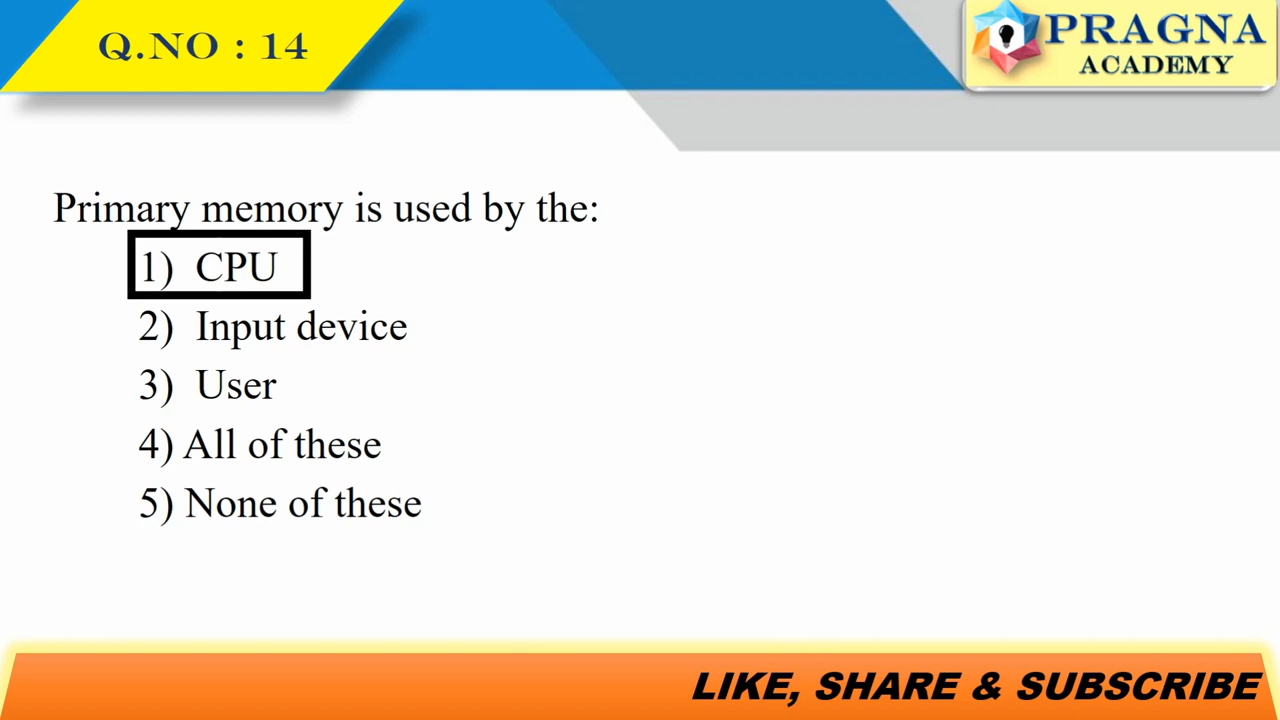 Q.NO : 14
PRAGNA
ACADEMY
Primary memory is used by the:
1) CPU
2) Input device
3) User
4) All of these
5) None of these
LIKE, SHARE & SUBSCRIBE